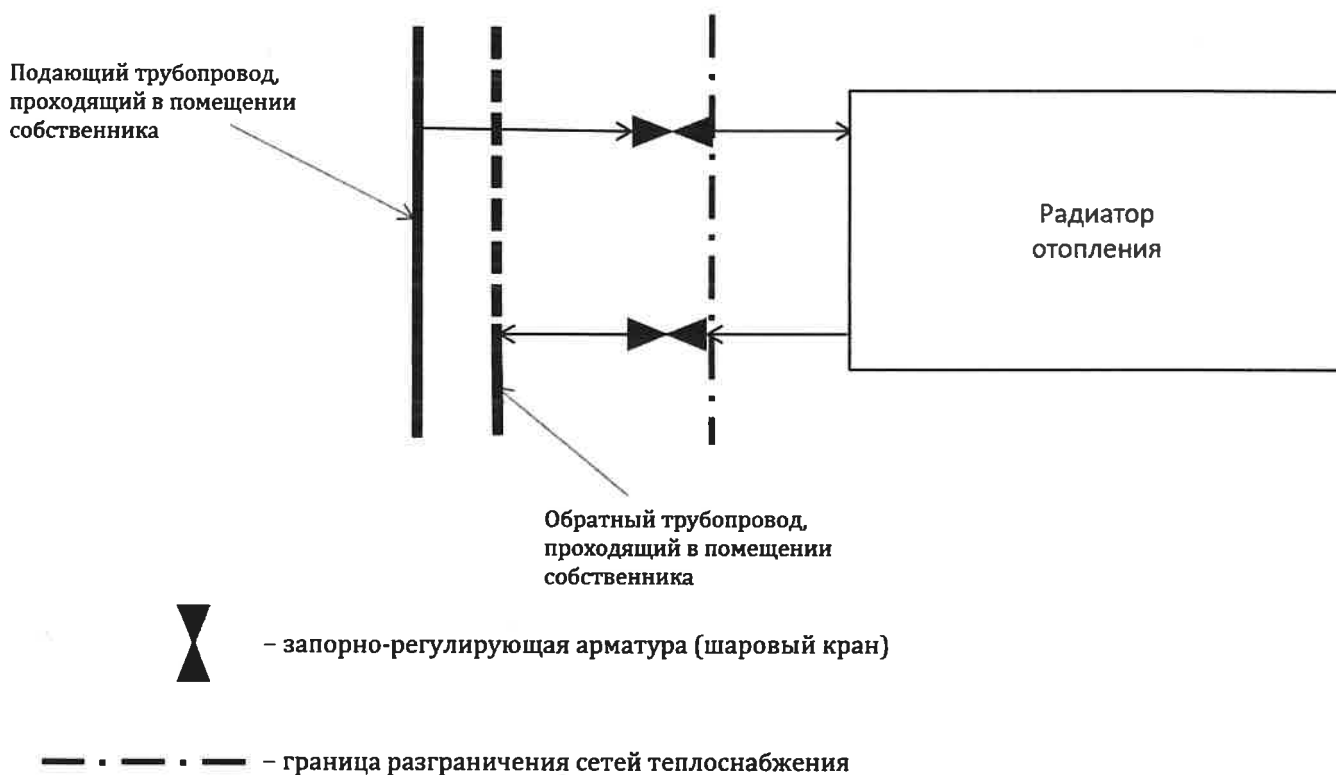 Подающий трубопровод,
проходящий в помещении
собственника
Радиатор
отопления
Обратный трубопровод,
проходящий в помещении
собственника
– запорно-регулирующая арматура (шаровый кран)
– граница разграничения сетей теплоснабжения